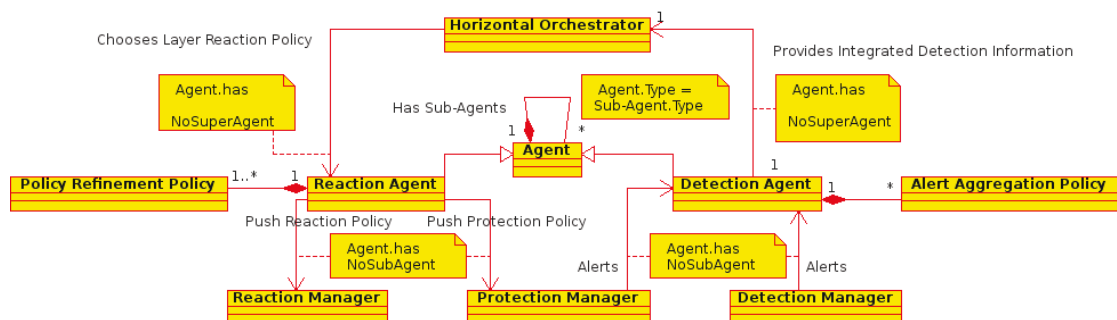 Horizontal Orchestrator
1
Chooses Layer Reaction Policy
Provides Integrated Detection Information
Agent.has
NoSuperAgent
Has Sub-Agents
Agent.Type =
Sub-Agent.Type
Agent.has
NoSuperAgent
1
*
Agent
Policy Refinement Policy
1..*
1
Reaction Agent
Detection Agent
1
1
*
Alert Aggregation Policy
Push Reaction Policy
Push Protection Policy
Agent.has
NoSubAgent
Alerts
Agent.has
NoSubAgent
Alerts
Reaction Manager
Protection Manager
Detection Manager